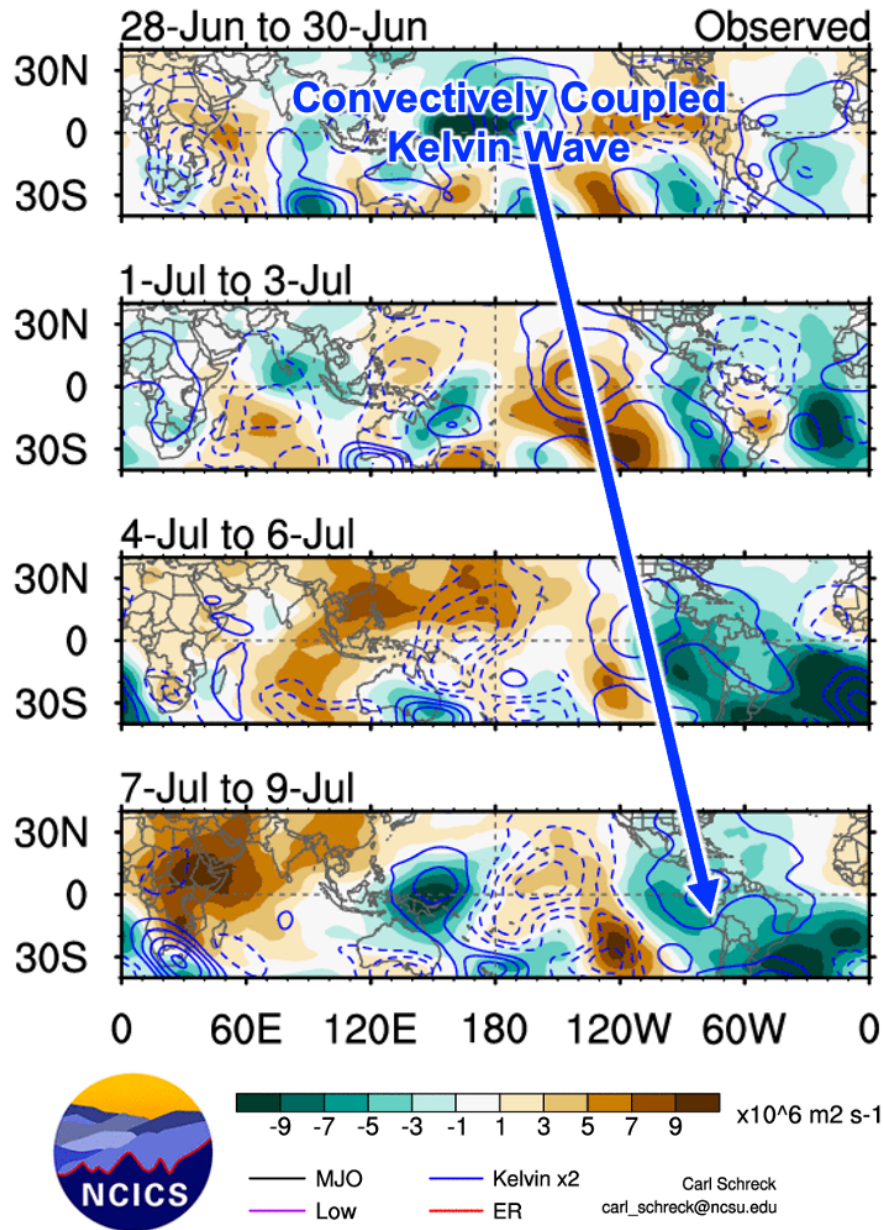 28-Jun to 30-Jun Observed
30N
Convectively Coupled
0
Kelvin Wave
30S
1-Jul to 3-Jul
30N
0
30S
4-Jul to 6-Jul
30N
0
30S
7-Jul to 9-Jul
30N
0
30S
0 60E 120E 180 120W 60W 0
-9 -7 -5 -3 -1 1 3 5 7 9 x10^6 m2 s-1
NCICS
MJO Kelvin x2 Carl Schreck
Low ER carl_schreck@ncsu.edu